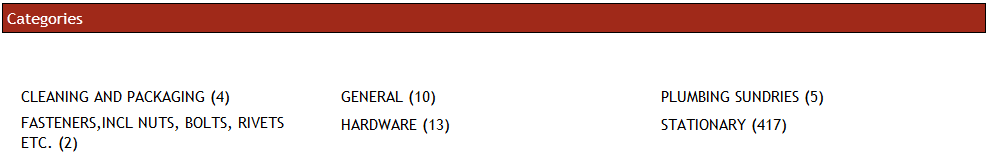 Categories
CLEANING AND PACKAGING (4)
GENERAL (10)
PLUMBING SUNDRIES (5)
FASTENERS,INCL NUTS, BOLTS, RIVETS
ETC. (2)
HARDWARE (13)
STATIONARY (417)